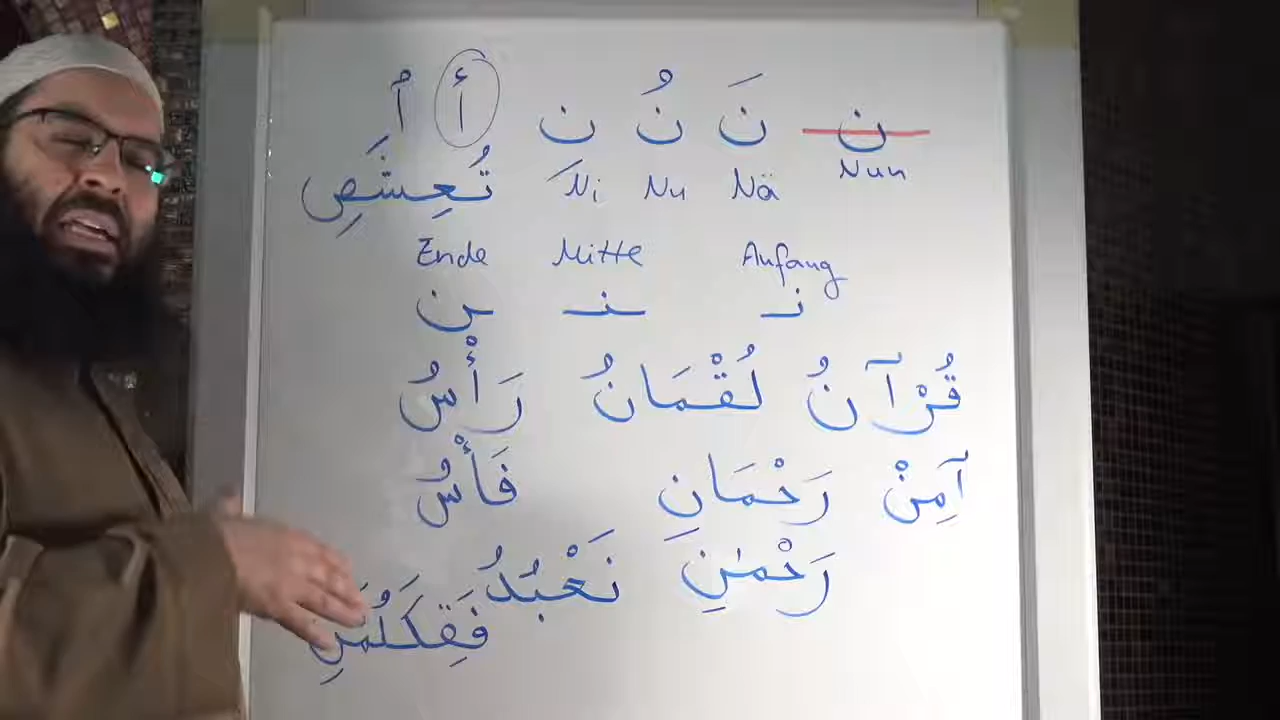 ن نَ نُ نِ أ أُ
Nun Nä Nu Ni
تُعِشَصِ
Anfang Mitte Ende
نـ ـنـ ـن
قُرْآنُ لُقْمَانُ رَأْسُ
آمِنْ رَحْمَانِ فَأْسُ
رَحْمٰنِ نَعْبُدُ